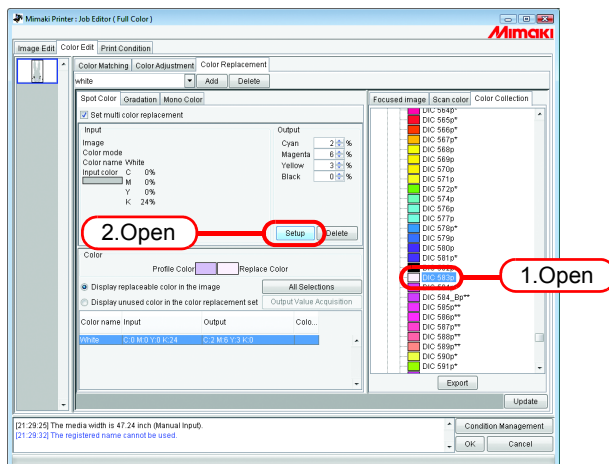 Mimaki Printer : Job Editor ( Full Color )
Mimaki
Image Edit Color Edit Print Condition
Color Matching Color Adjustment Color Replacement
white Add Delete
Spot Color Gradation Mono Color
Set multi color replacement
Input
Image
Color mode
Color name White
Input color C 0%
M 0%
Y 0%
K 24%
Output
Cyan 2 %
Magenta 6 %
Yellow 3 %
Black 0 %
2.Open
Setup Delete
Color
Profile Color Replace Color
Display replaceable color in the image All Selections
Display unused color in the color replacement set Output Value Acquisition
Color name Input Output Colo...
White C:0 M:0 Y:0 K:24 C:2 M:6 Y:3 K:0
Focused image Scan color Color Collection
DIC 564p*
DIC 565p*
DIC 566p*
DIC 567p*
DIC 568p
DIC 569p
DIC 570p
DIC 571p
DIC 572p*
DIC 574p
DIC 576p
DIC 577p
DIC 578p*
DIC 579p
DIC 580p
DIC 581p*
DIC 583p
1.Open
DIC 584_Bp**
DIC 585p**
DIC 586p**
DIC 587p**
DIC 588p**
DIC 589p**
DIC 590p*
DIC 591p*
Export
Update
[21:29:25] The media width is 47.24 inch (Manual Input).
[21:29:32] The registered name cannot be used.
Condition Management
OK Cancel